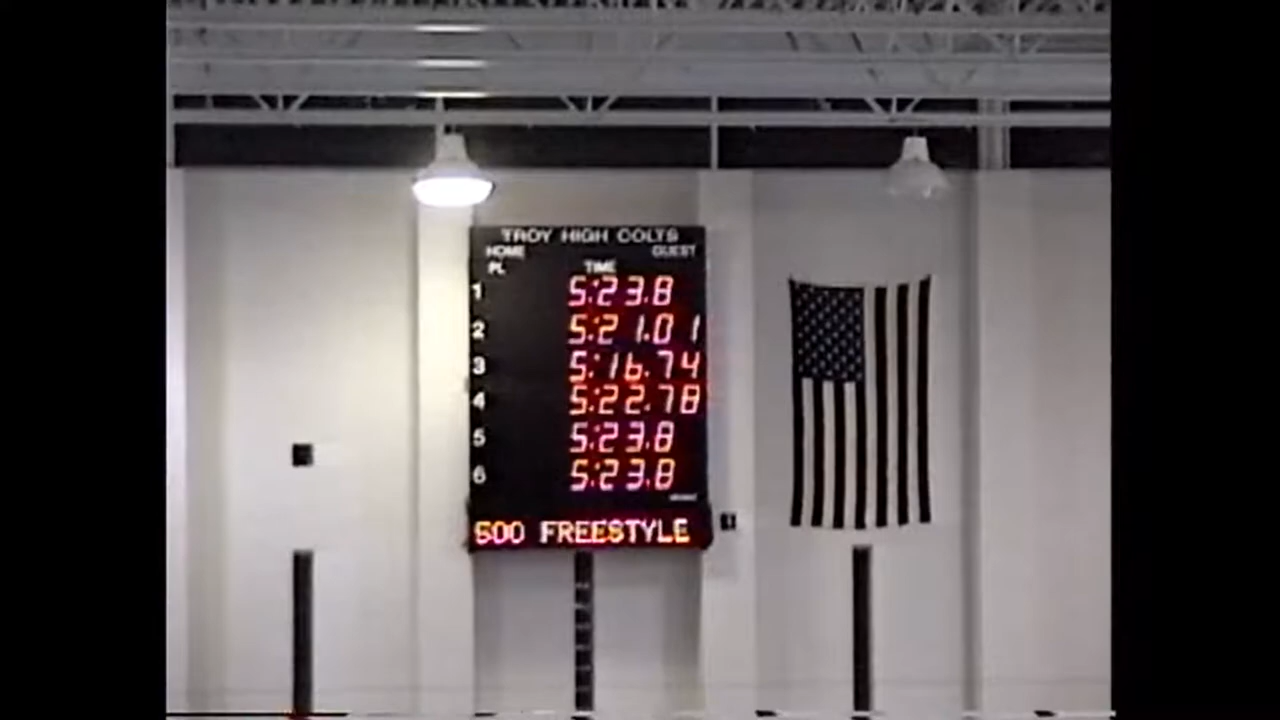 TROY HIGH COLTS
HOME GUEST
PL TIME
1 5:23.8
2 5:21.01
3 5:16.74
4 5:22.78
5 5:23.8
6 5:23.8
500 FREESTYLE